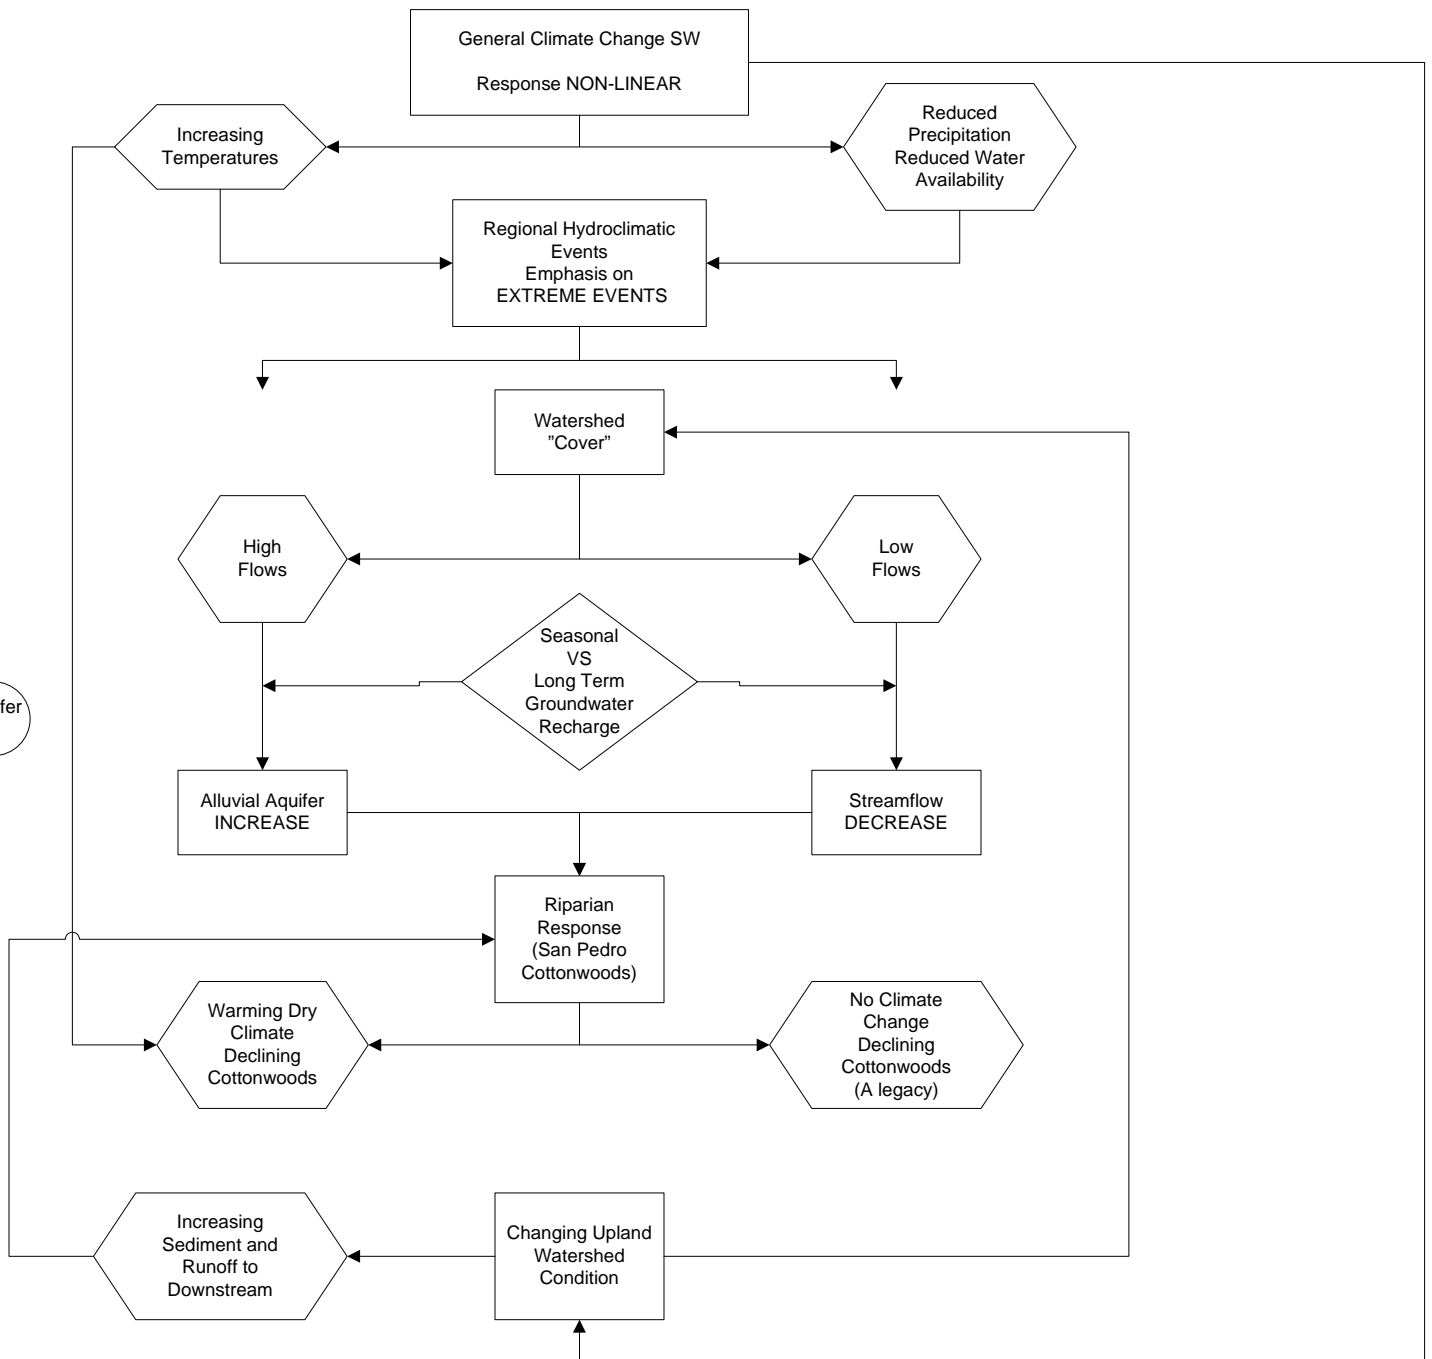 General Climate Change SW
Response NON-LINEAR
Increasing
Temperatures
Reduced
Precipitation
Reduced Water
Availability
Regional Hydroclimatic
Events
Emphasis on
EXTREME EVENTS
Watershed
”Cover”
High
Flows
Low
Flows
Seasonal
VS
Long Term
Groundwater
Recharge
fer
Alluvial Aquifer
INCREASE
Streamflow
DECREASE
Riparian
Response
(San Pedro
Cottonwoods)
Warming Dry
Climate
Declining
Cottonwoods
No Climate
Change
Declining
Cottonwoods
(A legacy)
Increasing
Sediment and
Runoff to
Downstream
Changing Upland
Watershed
Condition